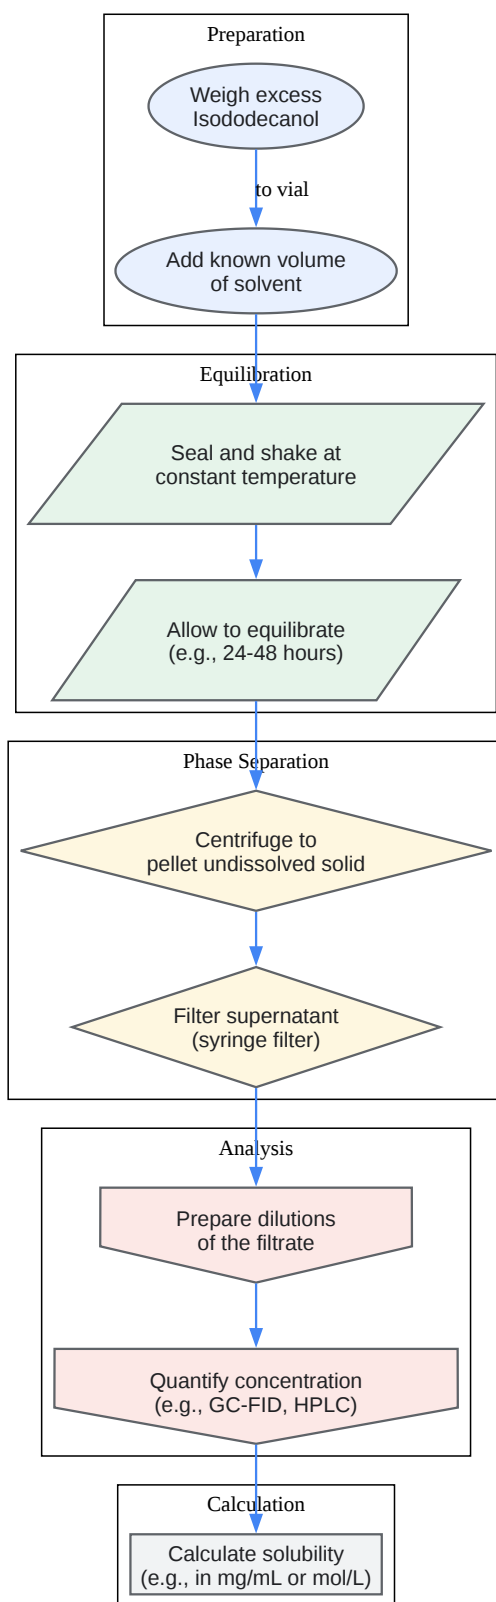 Preparation
Weigh excess
Isododecanol
to vial
Add known volume
of solvent
Equilibration
Seal and shake at
constant temperature
Allow to equilibrate
(e.g., 24-48 hours)
Phase Separation
Centrifuge to
pellet undissolved solid
Filter supernatant
(syringe filter)
Analysis
Prepare dilutions
of the filtrate
Quantify concentration
(e.g., GC-FID, HPLC)
Calculation
Calculate solubility
(e.g., in mg/mL or mol/L)